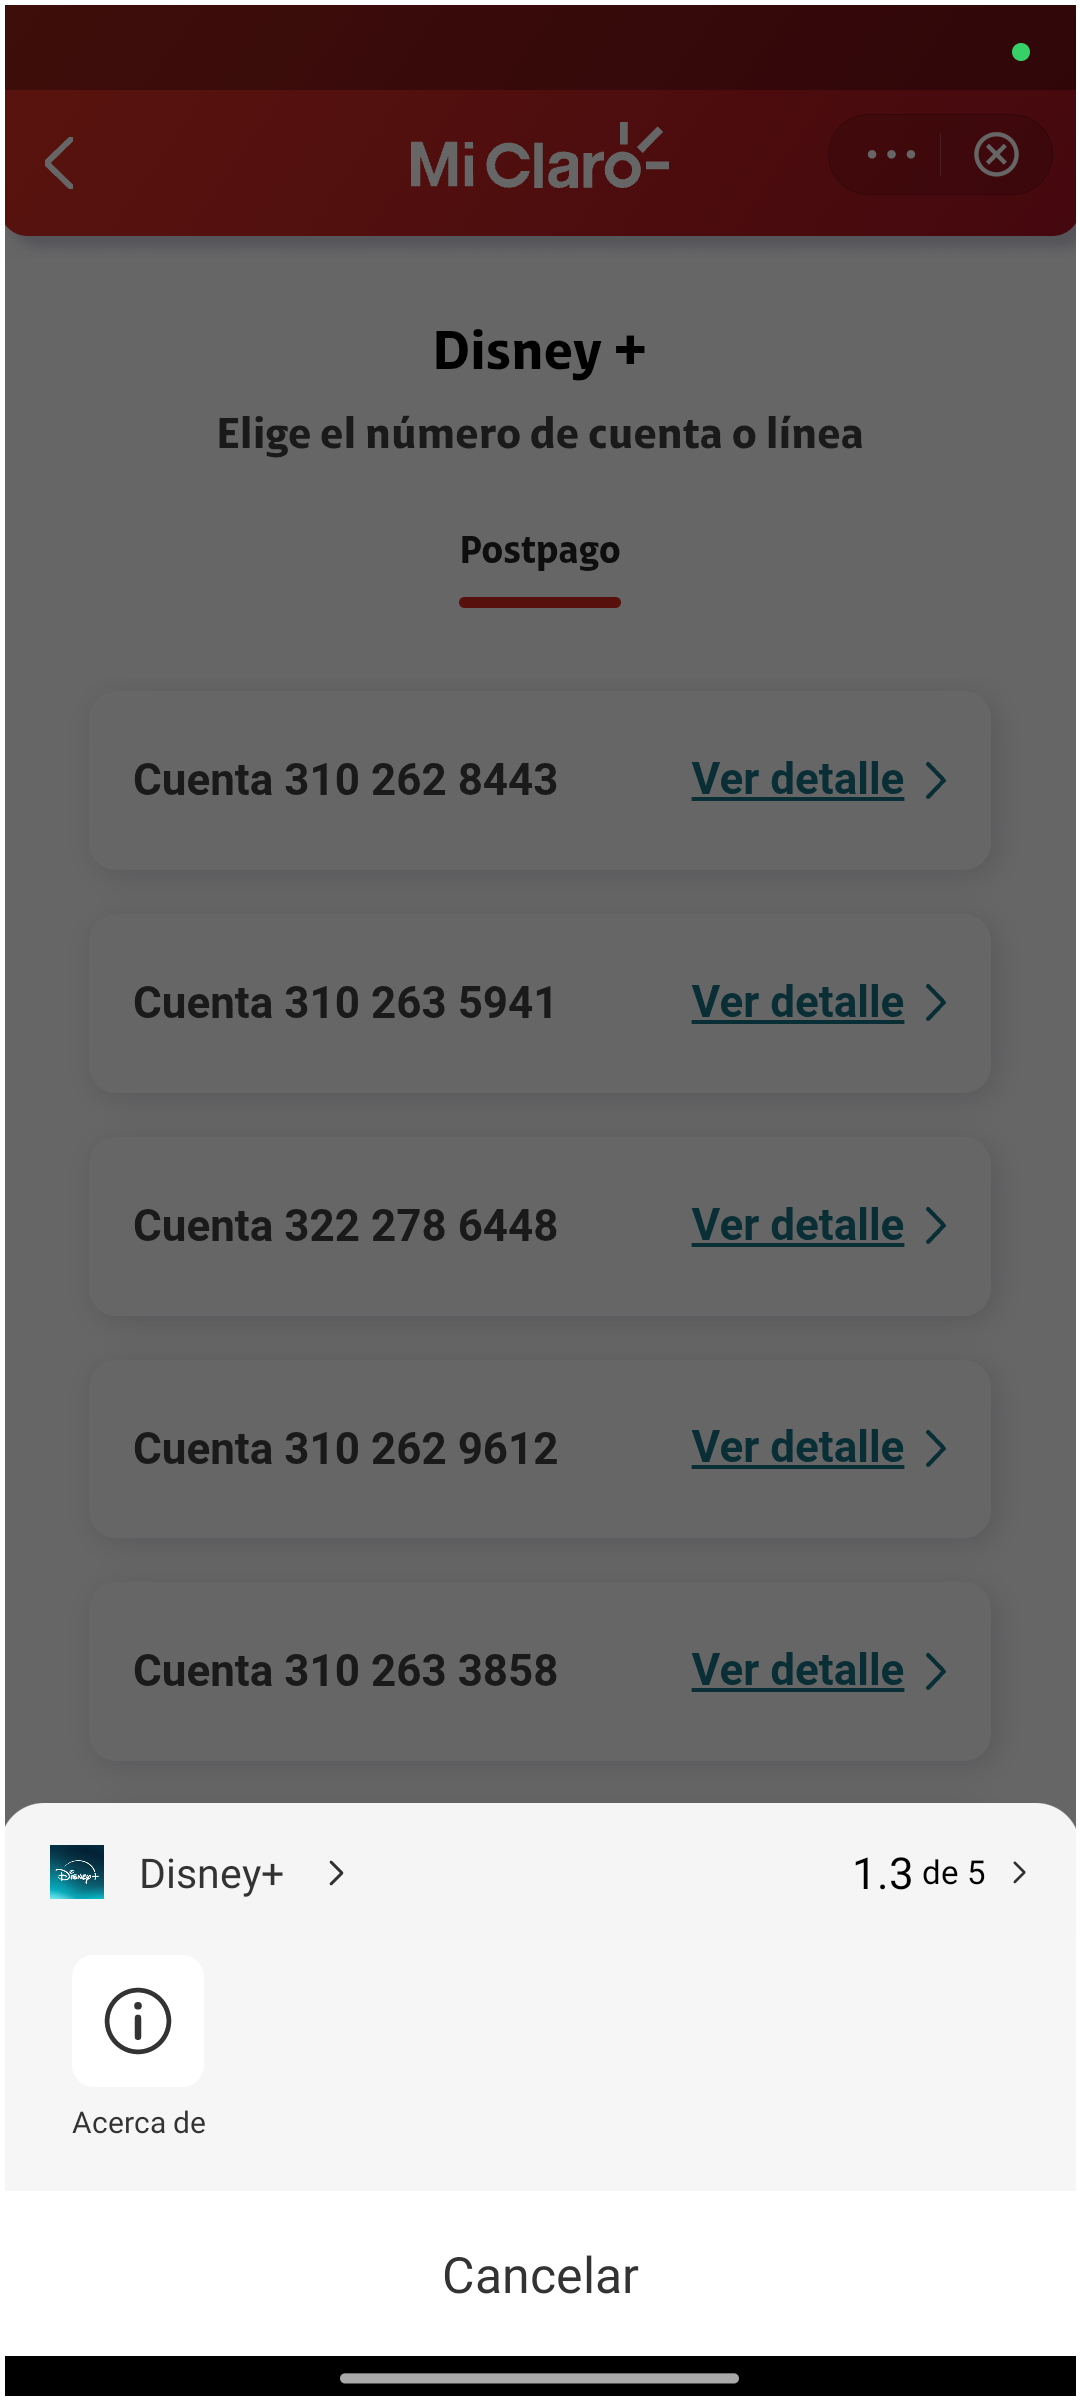 Mi Claro
Disney +
Elige el número de cuenta o línea
Postpago
Cuenta 310 262 8443 Ver detalle
Cuenta 310 263 5941 Ver detalle
Cuenta 322 278 6448 Ver detalle
Cuenta 310 262 9612 Ver detalle
Cuenta 310 263 3858 Ver detalle
Disney+ Disney+ 1.3 de 5
Acerca de
Cancelar